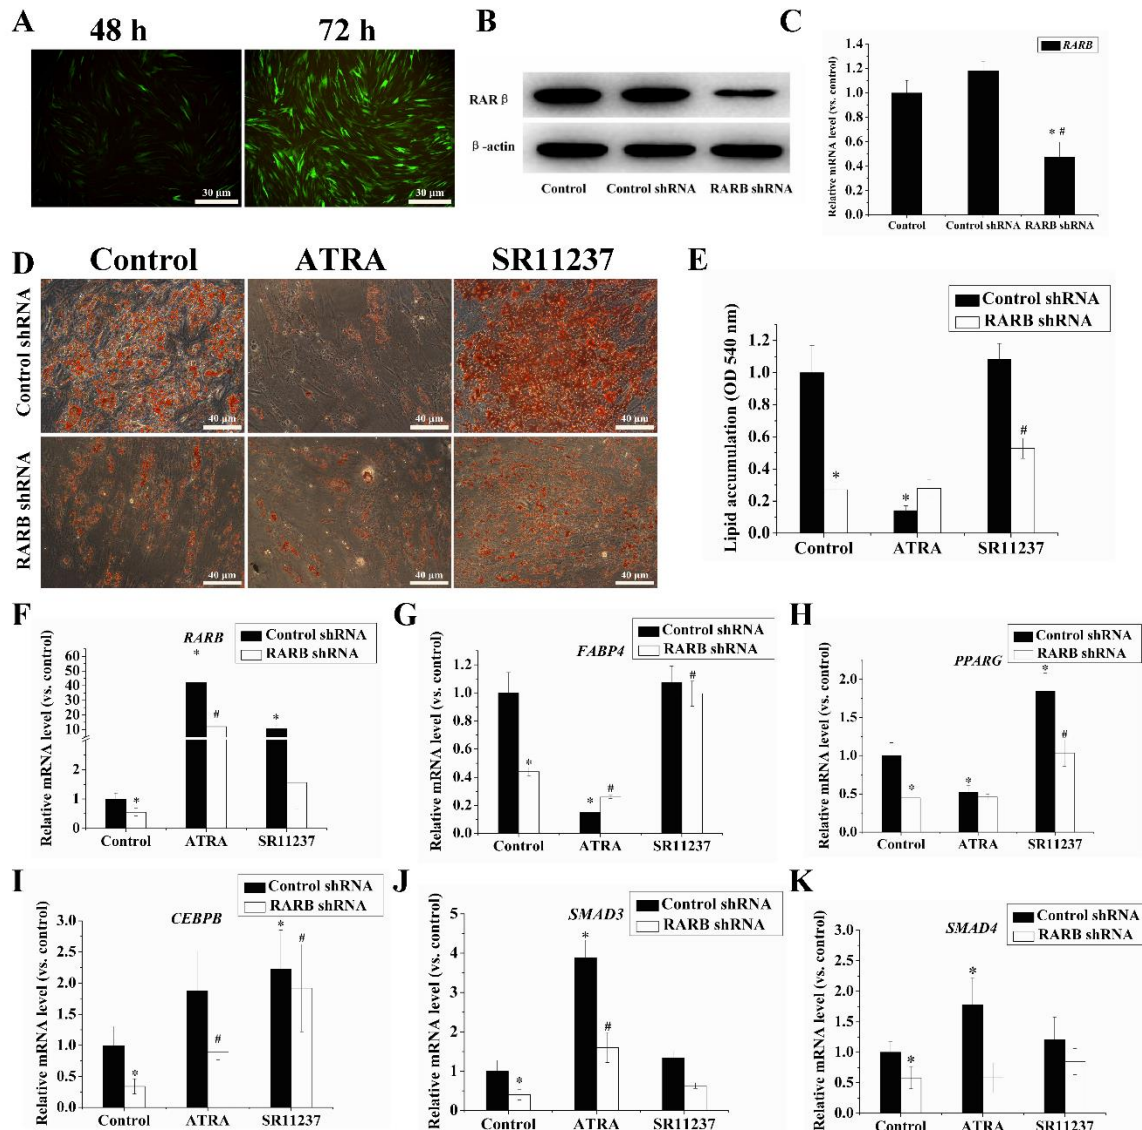 A
48 h
72 h
30 μm
30 μm
B
RAR β
β-actin
Control
Control shRNA
RARB shRNA
C
RARB
Relative mRNA level (vs. control)
1.4
1.2
1.0
0.8
0.6
0.4
0.2
0.0
* #
Control
Control shRNA
RARB shRNA
D
Control
ATRA
SR11237
Control shRNA
40 μm
40 μm
40 μm
RARB shRNA
40 μm
40 μm
40 μm
E
Control shRNA
RARB shRNA
Lipid accumulation (OD 540 nm)
1.2
1.0
0.8
0.6
0.4
0.2
0.0
*
*
#
Control
ATRA
SR11237
F
RARB
Control shRNA
RARB shRNA
Relative mRNA level (vs. control)
60
50
40
30
20
10
2
1
0
*
*
#
*
Control
ATRA
SR11237
G
FABP4
Control shRNA
RARB shRNA
Relative mRNA level (vs. control)
1.2
1.0
0.8
0.6
0.4
0.2
0.0
*
*
#
#
Control
ATRA
SR11237
H
PPARG
Control shRNA
RARB shRNA
Relative mRNA level (vs. control)
2.0
1.5
1.0
0.5
0.0
*
*
*
#
Control
ATRA
SR11237
I
CEBPB
Control shRNA
RARB shRNA
Relative mRNA level (vs. control)
3.0
2.5
2.0
1.5
1.0
0.5
0.0
*
#
*
#
Control
ATRA
SR11237
J
SMAD3
Control shRNA
RARB shRNA
Relative mRNA level (vs. control)
5
4
3
2
1
0
*
*
#
Control
ATRA
SR11237
K
SMAD4
Control shRNA
RARB shRNA
Relative mRNA level (vs. control)
3.0
2.5
2.0
1.5
1.0
0.5
0.0
*
*
Control
ATRA
SR11237